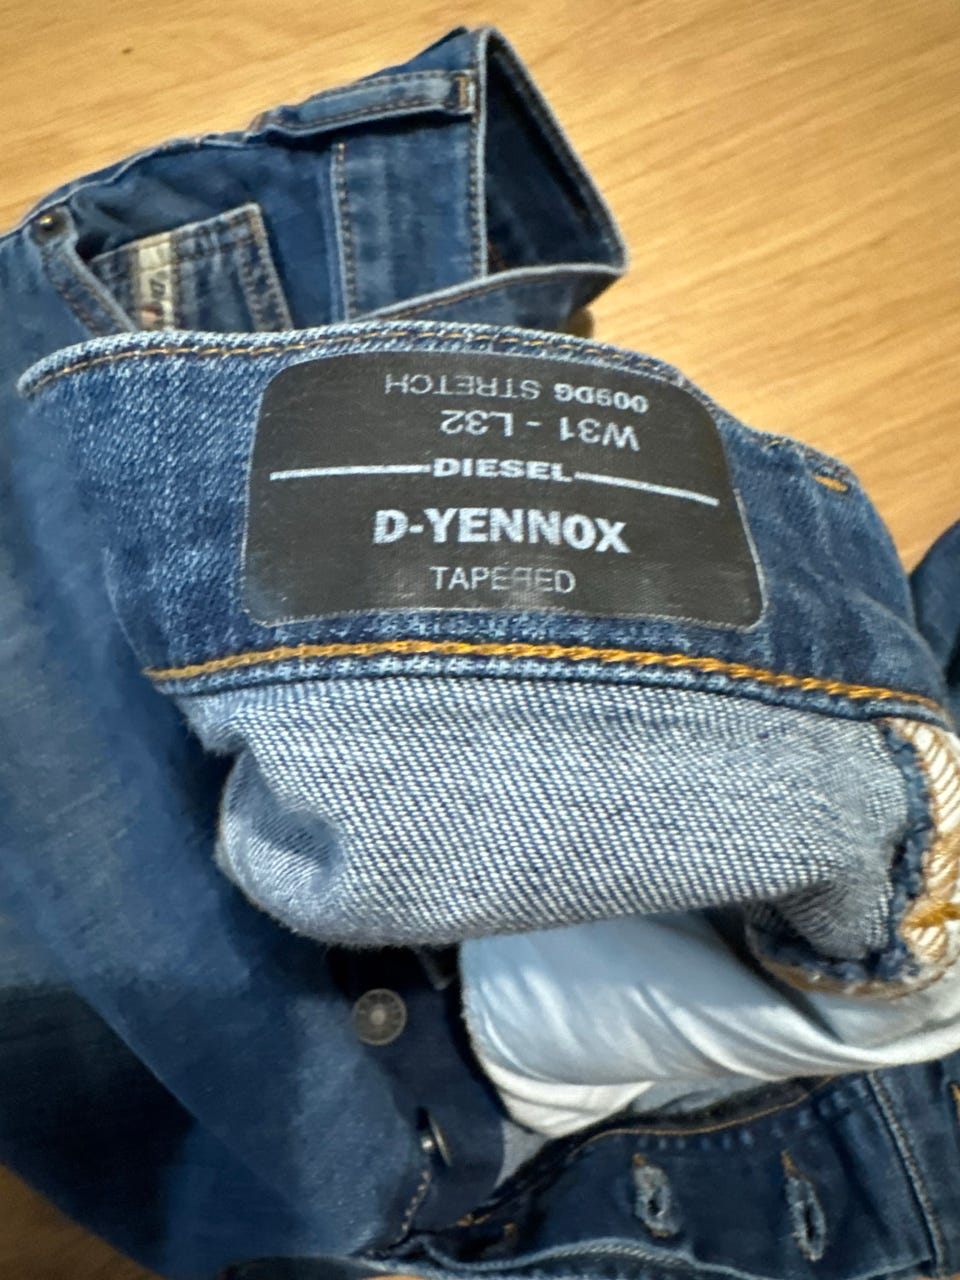 009DG STRETCH
W31 - L32
DIESEL
D-YENNOX
TAPERED